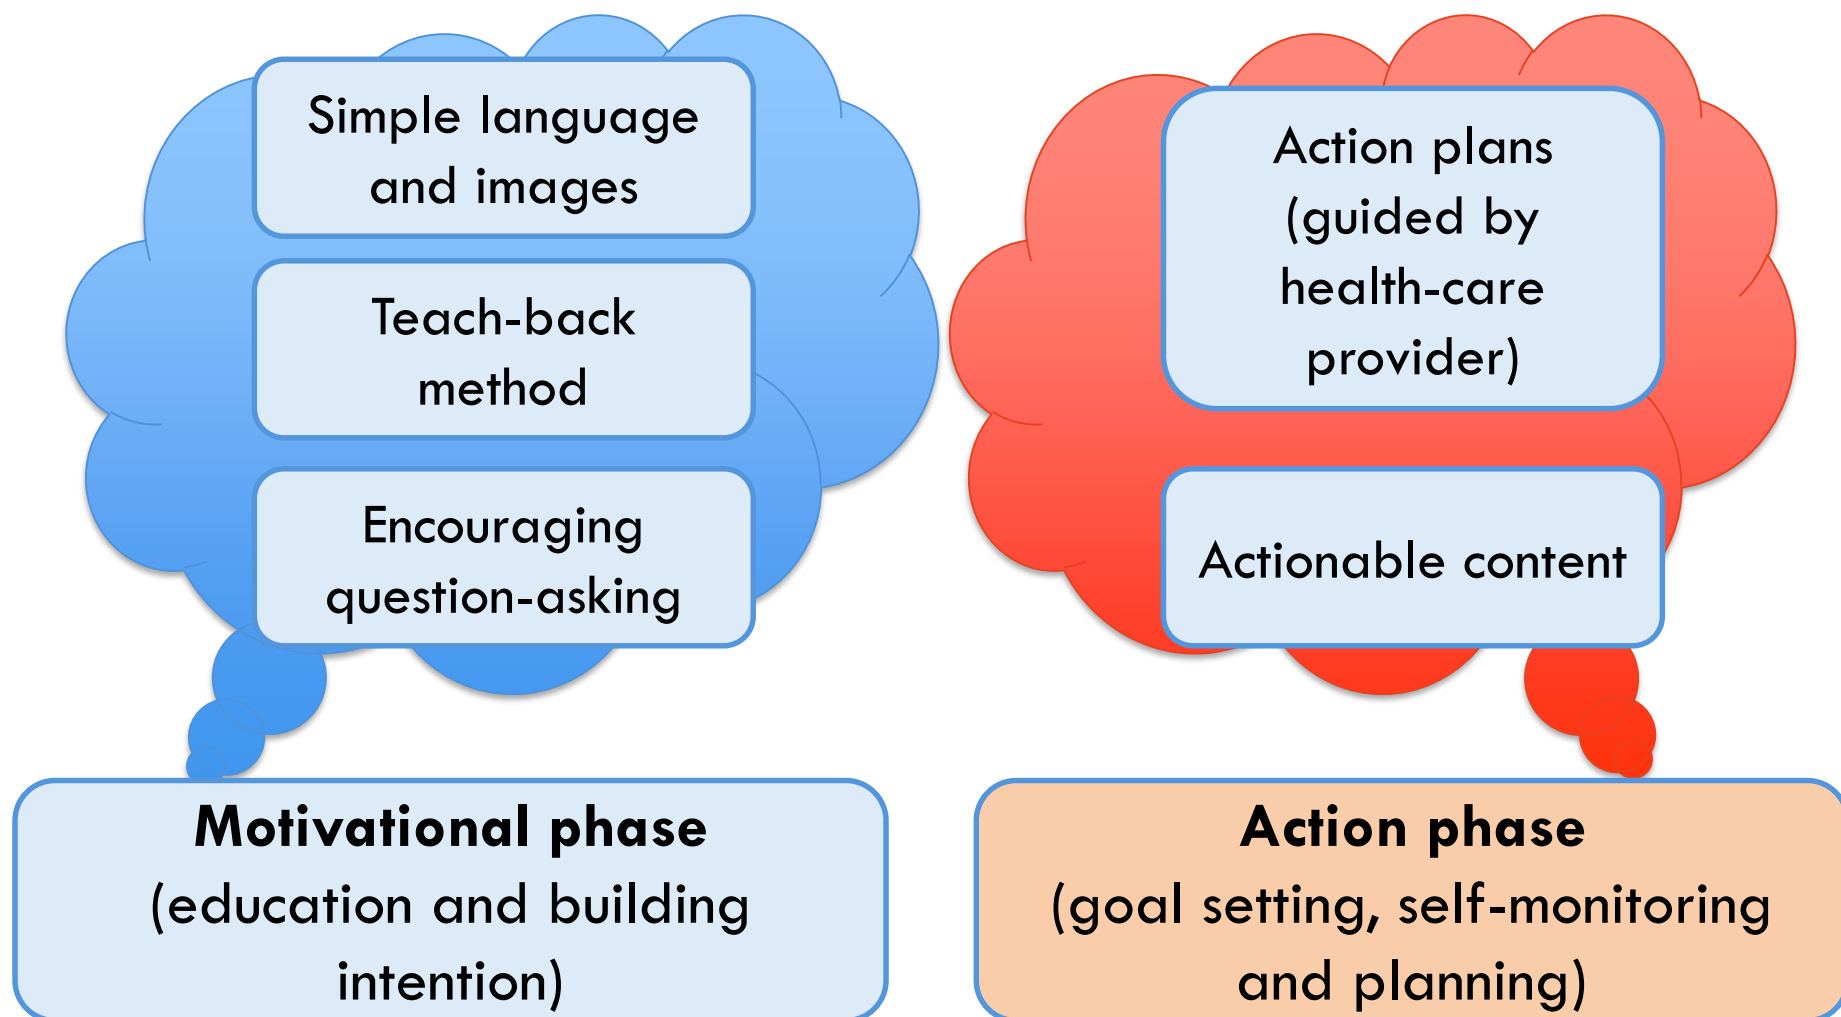 Simple language
and images
Teach-back
method
Encouraging
question-asking
Motivational phase
(education and building
intention)
Action plans
(guided by
health-care
provider)
Actionable content
Action phase
(goal setting, self-monitoring
and planning)